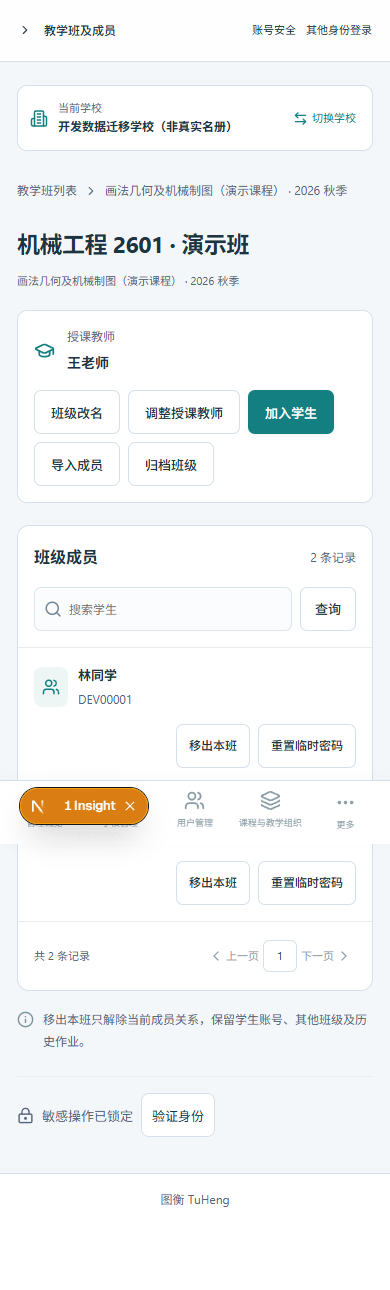 教学班及成员
账号安全 其他身份登录
当前学校
开发数据迁移学校（非真实名册）
切换学校
教学班列表 > 画法几何及机械制图（演示课程） · 2026 秋季
机械工程 2601 · 演示班
画法几何及机械制图（演示课程） · 2026 秋季
授课教师
王老师
班级改名 调整授课教师 加入学生
导入成员 归档班级
班级成员 2 条记录
搜索学生 查询
林同学
DEV00001
移出本班 重置临时密码
1 Insight ×
用户管理 课程与教学组织 更多
移出本班 重置临时密码
共 2 条记录 上一页 1 下一页
移出本班只解除当前成员关系，保留学生账号、其他班级及历
史作业。
敏感操作已锁定 验证身份
图衡 TuHeng